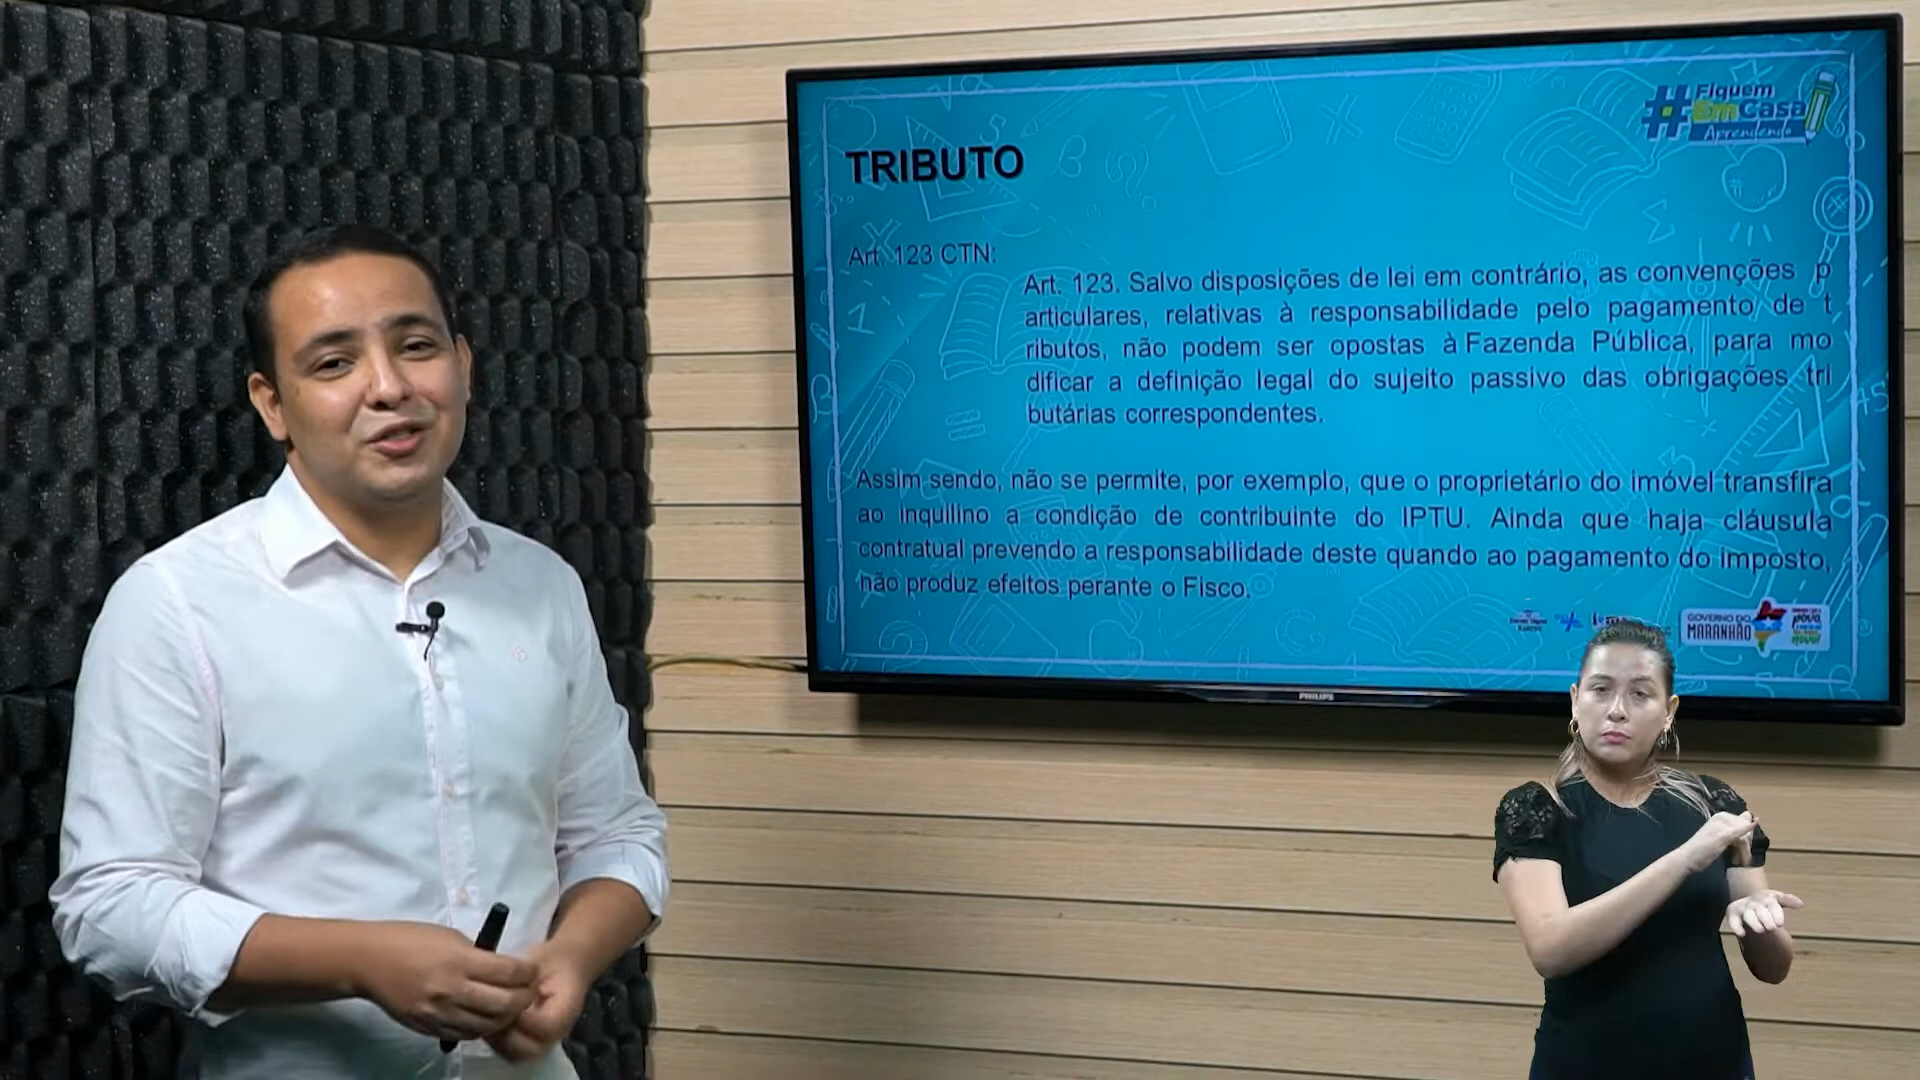 #Fiquem
EmCasa
Aprendendo
TRIBUTO
Art. 123 CTN:
Art. 123. Salvo disposições de lei em contrário, as convenções p
articulares, relativas à responsabilidade pelo pagamento de t
ributos, não podem ser opostas à Fazenda Pública, para mo
dificar a definição legal do sujeito passivo das obrigações tri
butárias correspondentes.
Assim sendo, não se permite, por exemplo, que o proprietário do imóvel transfira
ao inquilino a condição de contribuinte do IPTU. Ainda que haja cláusula
contratual prevendo a responsabilidade deste quando ao pagamento do imposto,
não produz efeitos perante o Fisco.
GOVERNO DO
MARANHÃO
PHILIPS